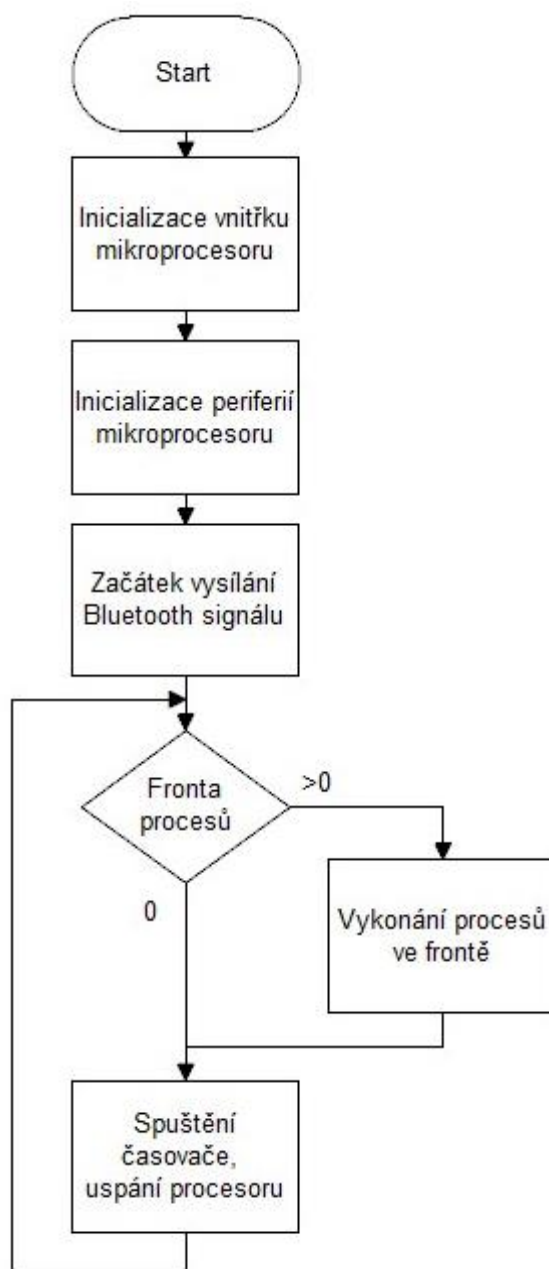 Start
Inicializace vnitřku
mikroprocesoru
Inicializace periferií
mikroprocesoru
Začátek vysílání
Bluetooth signálu
Fronta
procesů
>0
0
Vykonání procesů
ve frontě
Spuštění
časovače,
uspání procesoru